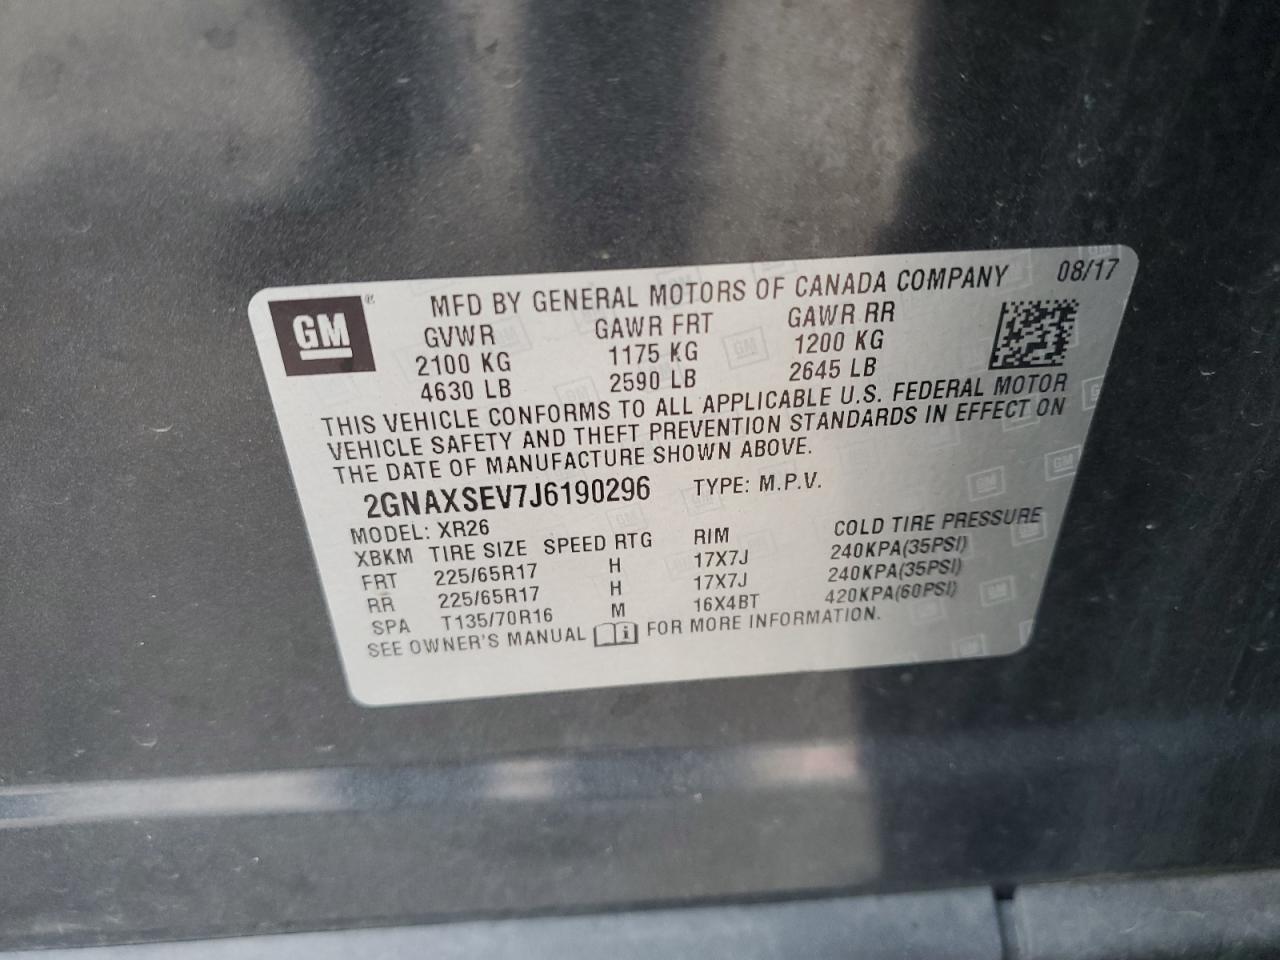 GM ® MFD BY GENERAL MOTORS OF CANADA COMPANY 08/17
GVWR GAWR FRT GAWR RR
2100 KG 1175 KG 1200 KG
4630 LB 2590 LB 2645 LB
THIS VEHICLE CONFORMS TO ALL APPLICABLE U.S. FEDERAL MOTOR
VEHICLE SAFETY AND THEFT PREVENTION STANDARDS IN EFFECT ON
THE DATE OF MANUFACTURE SHOWN ABOVE.
2GNAXSEV7J6190296 TYPE: M.P.V.
MODEL: XR26
XBKM TIRE SIZE SPEED RTG RIM COLD TIRE PRESSURE
FRT 225/65R17 H 17X7J 240KPA(35PSI)
RR 225/65R17 H 17X7J 240KPA(35PSI)
SPA T135/70R16 M 16X4BT 420KPA(60PSI)
SEE OWNER'S MANUAL FOR MORE INFORMATION.